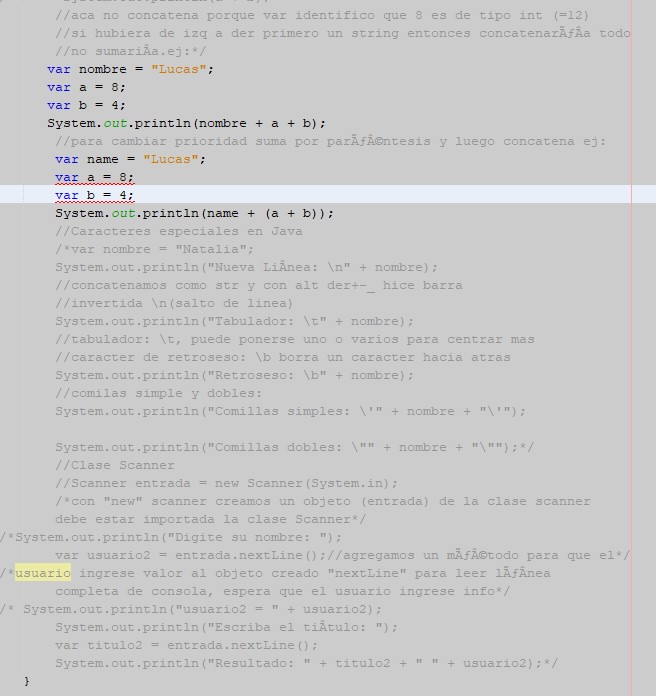 //aca no concatena porque var identifico que 8 es de tipo int (=12)
//si hubiera de izq a der primero un string entonces concatenarÃƒÂ­a todo
//no sumariÂ­a.ej:*/
var nombre = "Lucas";
var a = 8;
var b = 4;
System.out.println(nombre + a + b);
//para cambiar prioridad suma por parÃƒÂ©ntesis y luego concatena ej:
var name = "Lucas";
var a = 8;
var b = 4;
System.out.println(name + (a + b));
//Caracteres especiales en Java
/*var nombre = "Natalia";
System.out.println("Nueva LiÂ­nea: \n" + nombre);
//concatenamos como str y con alt der+-_ hice barra
//invertida \n(salto de linea)
System.out.println("Tabulador: \t" + nombre);
//tabulador: \t, puede ponerse uno o varios para centrar mas
//caracter de retroseso: \b borra un caracter hacia atras
System.out.println("Retroseso: \b" + nombre);
//comilas simple y dobles:
System.out.println("Comillas simples: \'" + nombre + "\'");
System.out.println("Comillas dobles: \"" + nombre + "\"");*/
//Clase Scanner
//Scanner entrada = new Scanner(System.in);
/*con "new" scanner creamos un objeto (entrada) de la clase scanner
debe estar importada la clase Scanner*/
/*System.out.println("Digite su nombre: ");
var usuario2 = entrada.nextLine();//agregamos un mÃƒÂ©todo para que el*/
/*usuario ingrese valor al objeto creado "nextLine" para leer lÃƒÂ­nea
completa de consola, espera que el usuario ingrese info*/
/* System.out.println("usuario2 = " + usuario2);
System.out.println("Escriba el tiÂ­tulo: ");
var titulo2 = entrada.nextLine();
System.out.println("Resultado: " + titulo2 + " " + usuario2);*/
}